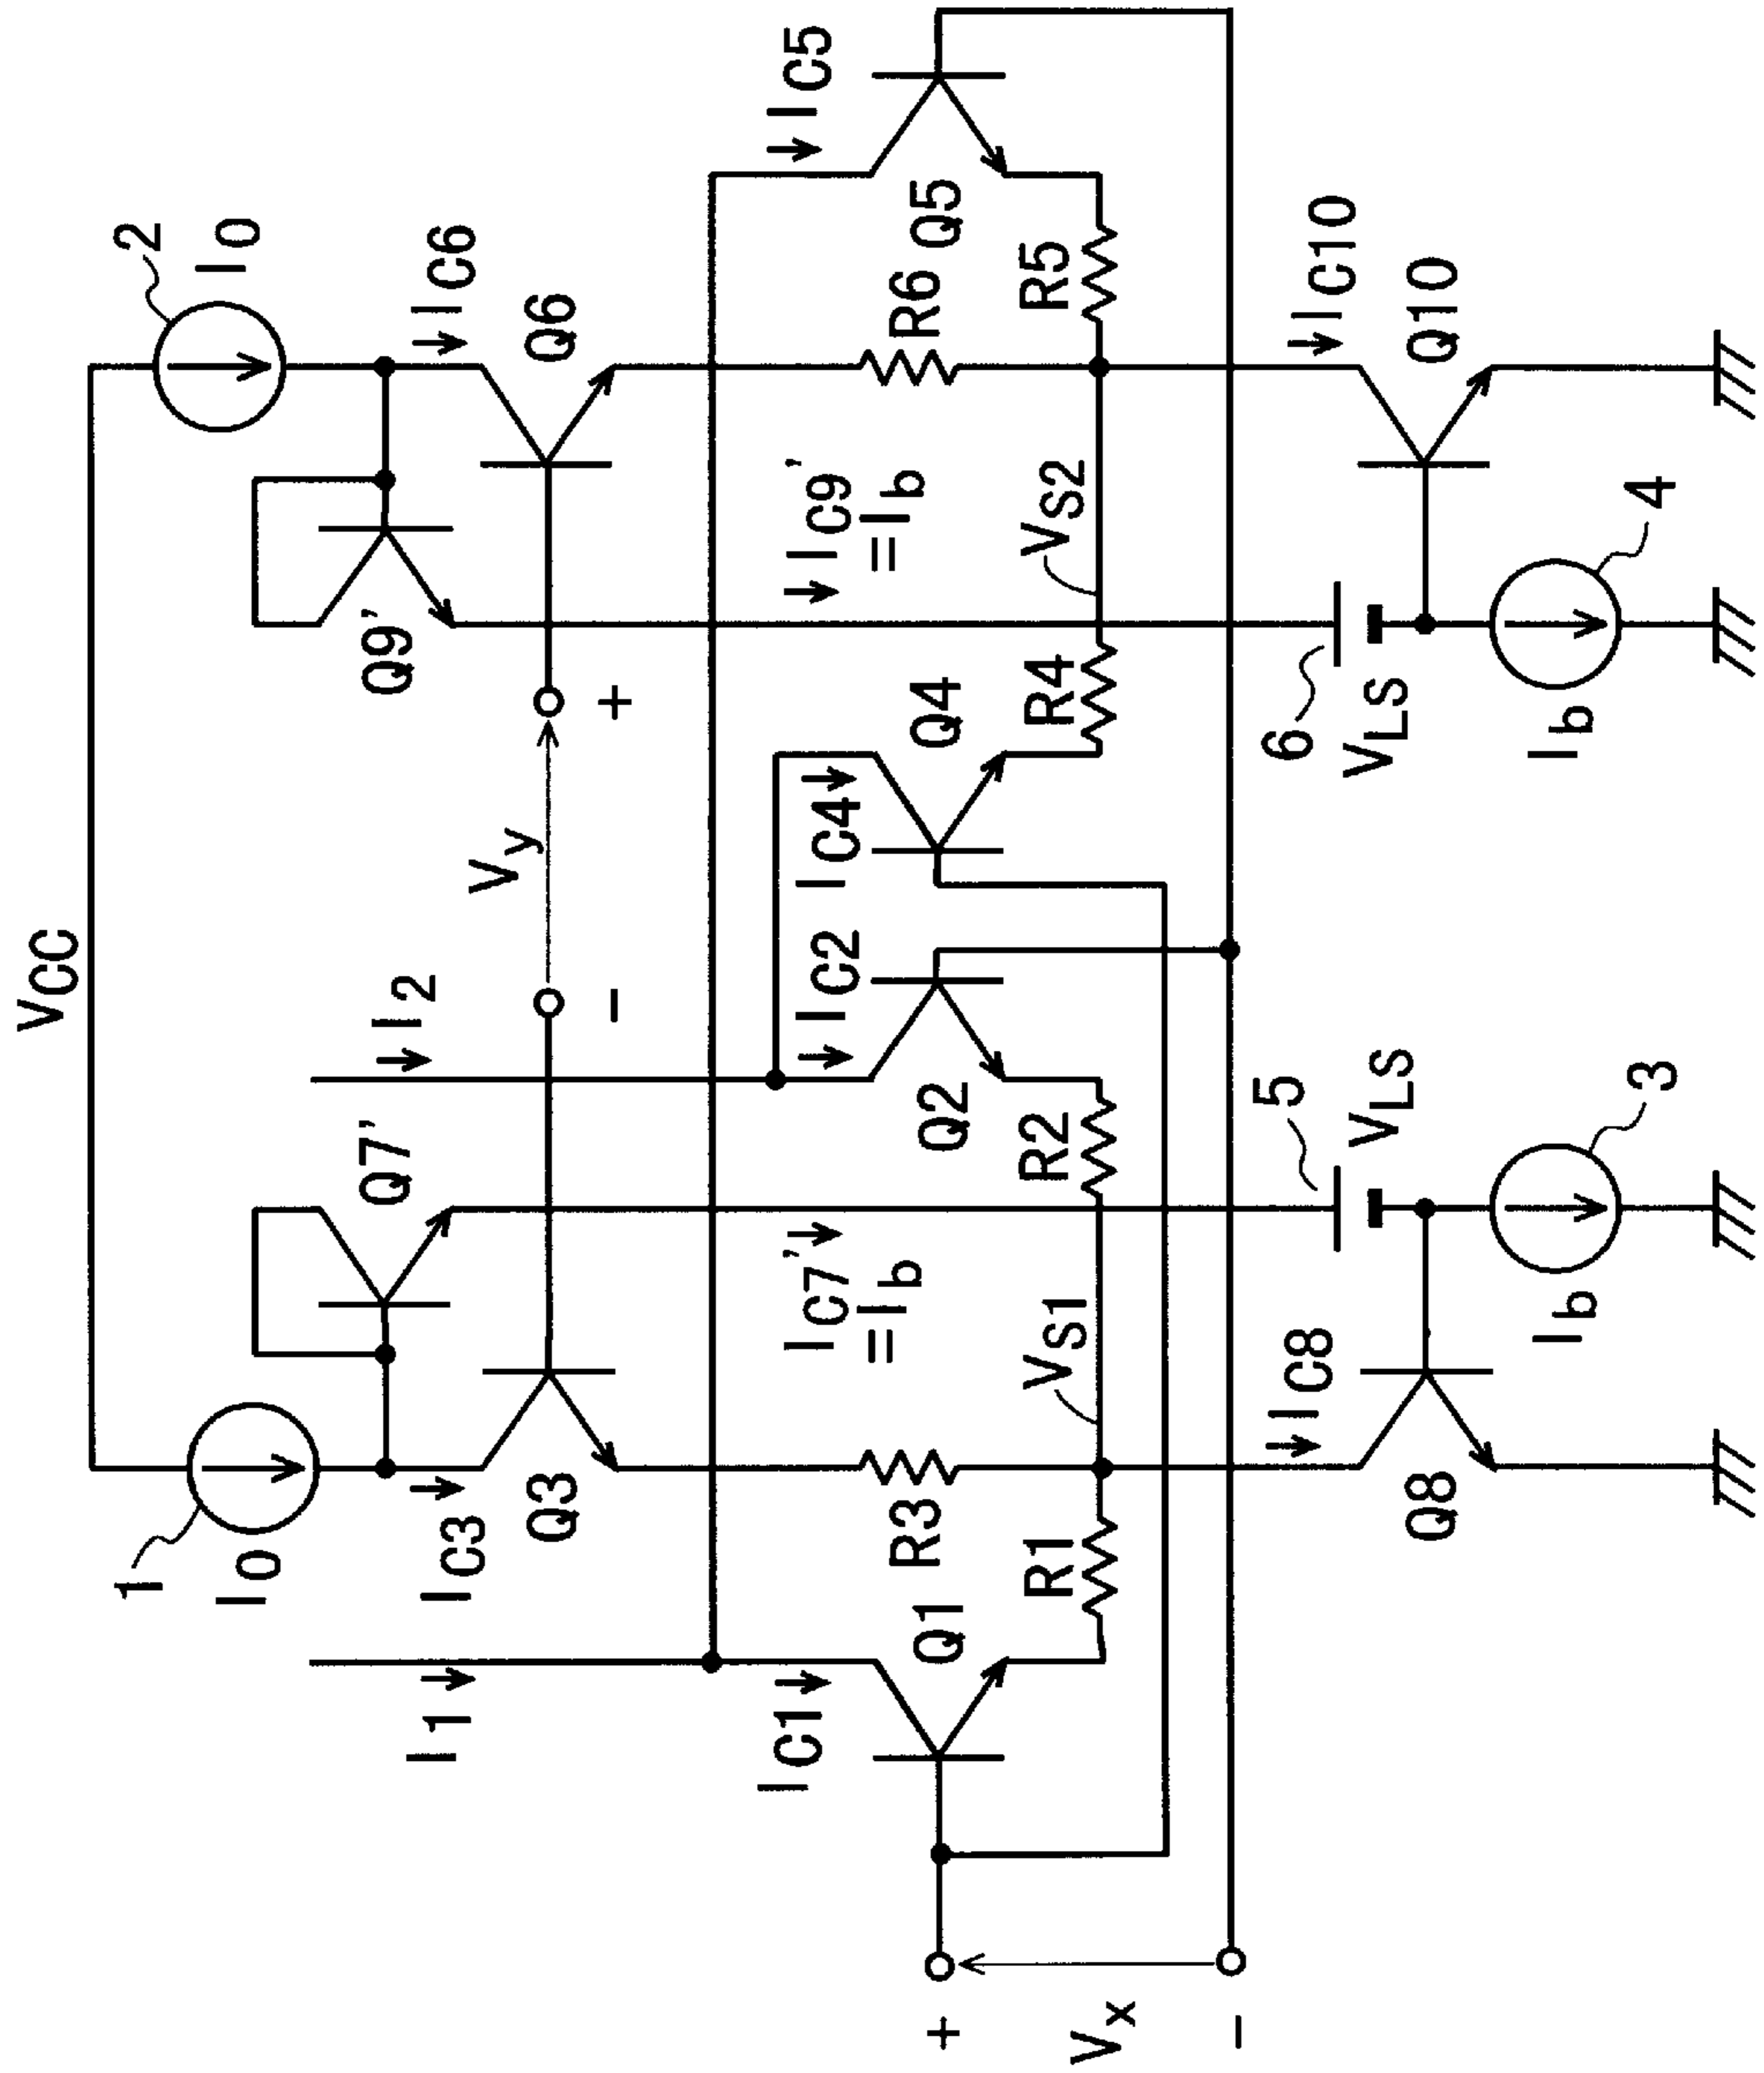 VCC
1
I0
2
I0
I1
I2
IC3
Q3
Q7'
Vy
−
+
Q9'
IC6
Q6
IC1
Q1
R3
R1
IC7'
=Ib
VS1
IC2
Q2
R2
IC4
Q4
R4
IC9'
=Ib
VS2
R6
R5
IC5
Q5
+
Vx
−
IC8
Q8
5
VLS
3
Ib
6
VLS
4
Ib
IC10
Q10